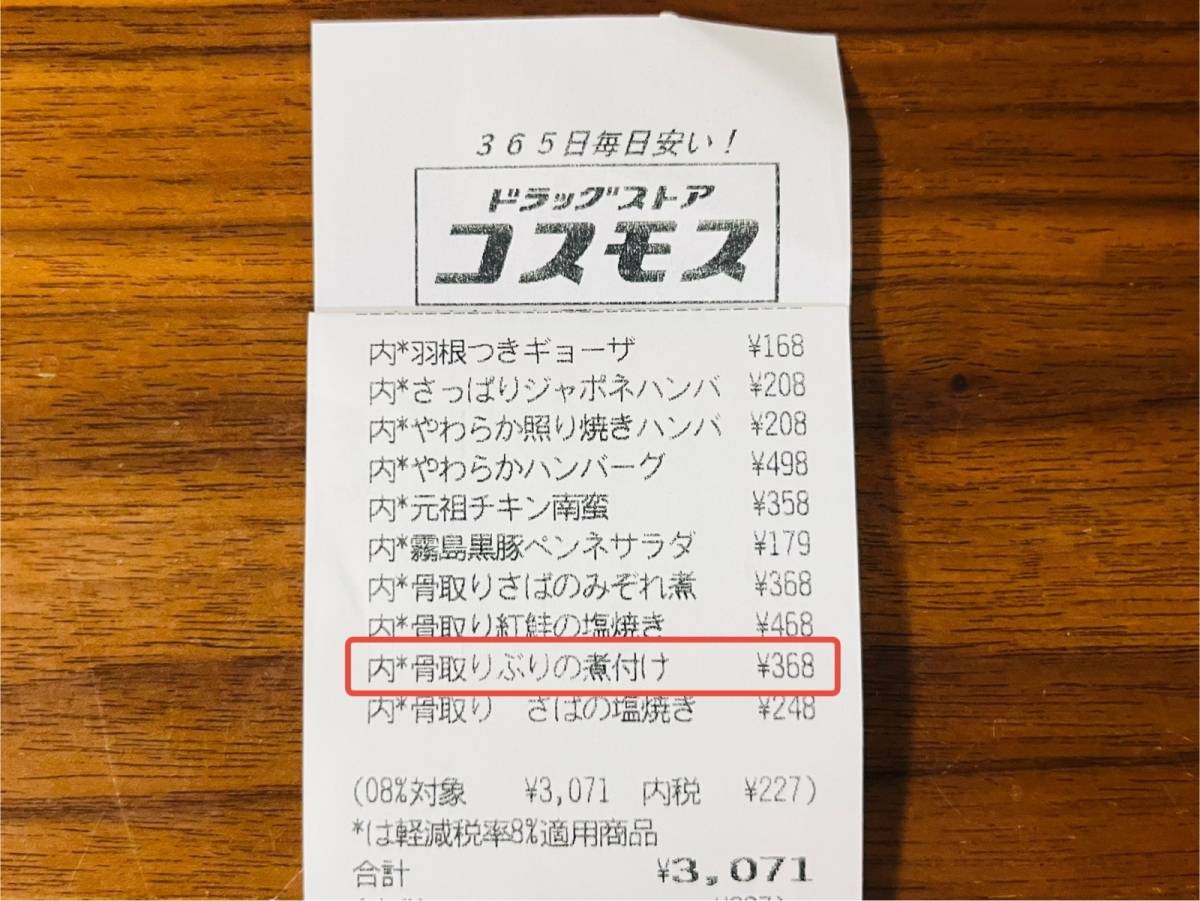 365日毎日安い!
ドラッグストア
コスモス
内*羽根つきギョーザ ¥168
内*さっぱりジャポネハンバ ¥208
内*やわらか照り焼きハンバ ¥208
内*やわらかハンバーグ ¥498
内*元祖チキン南蛮 ¥358
内*霧島黒豚ペンネサラダ ¥179
内*骨取りさばのみぞれ煮 ¥368
内*骨取り紅鮭の塩焼き ¥468
内*骨取りぶりの煮付け ¥368
内*骨取り さばの塩焼き ¥248
(08%対象 ¥3,071 内税 ¥227)
*は軽減税率8%適用商品
合計 ¥3,071